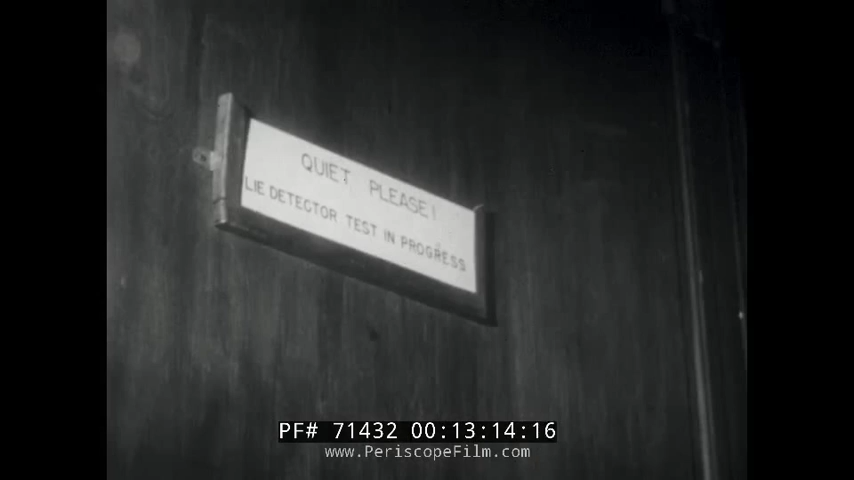 QUIET PLEASE!
LIE DETECTOR TEST IN PROGRESS
PF# 71432 00:13:14:16
www.PeriscopeFilm.com